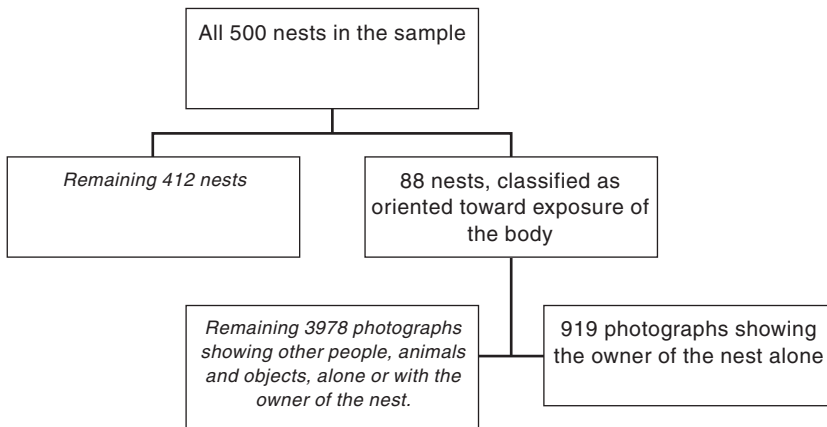 All 500 nests in the sample
Remaining 412 nests
88 nests, classified as
oriented toward exposure of
the body
Remaining 3978 photographs
showing other people, animals
and objects, alone or with the
owner of the nest.
919 photographs showing
the owner of the nest alone